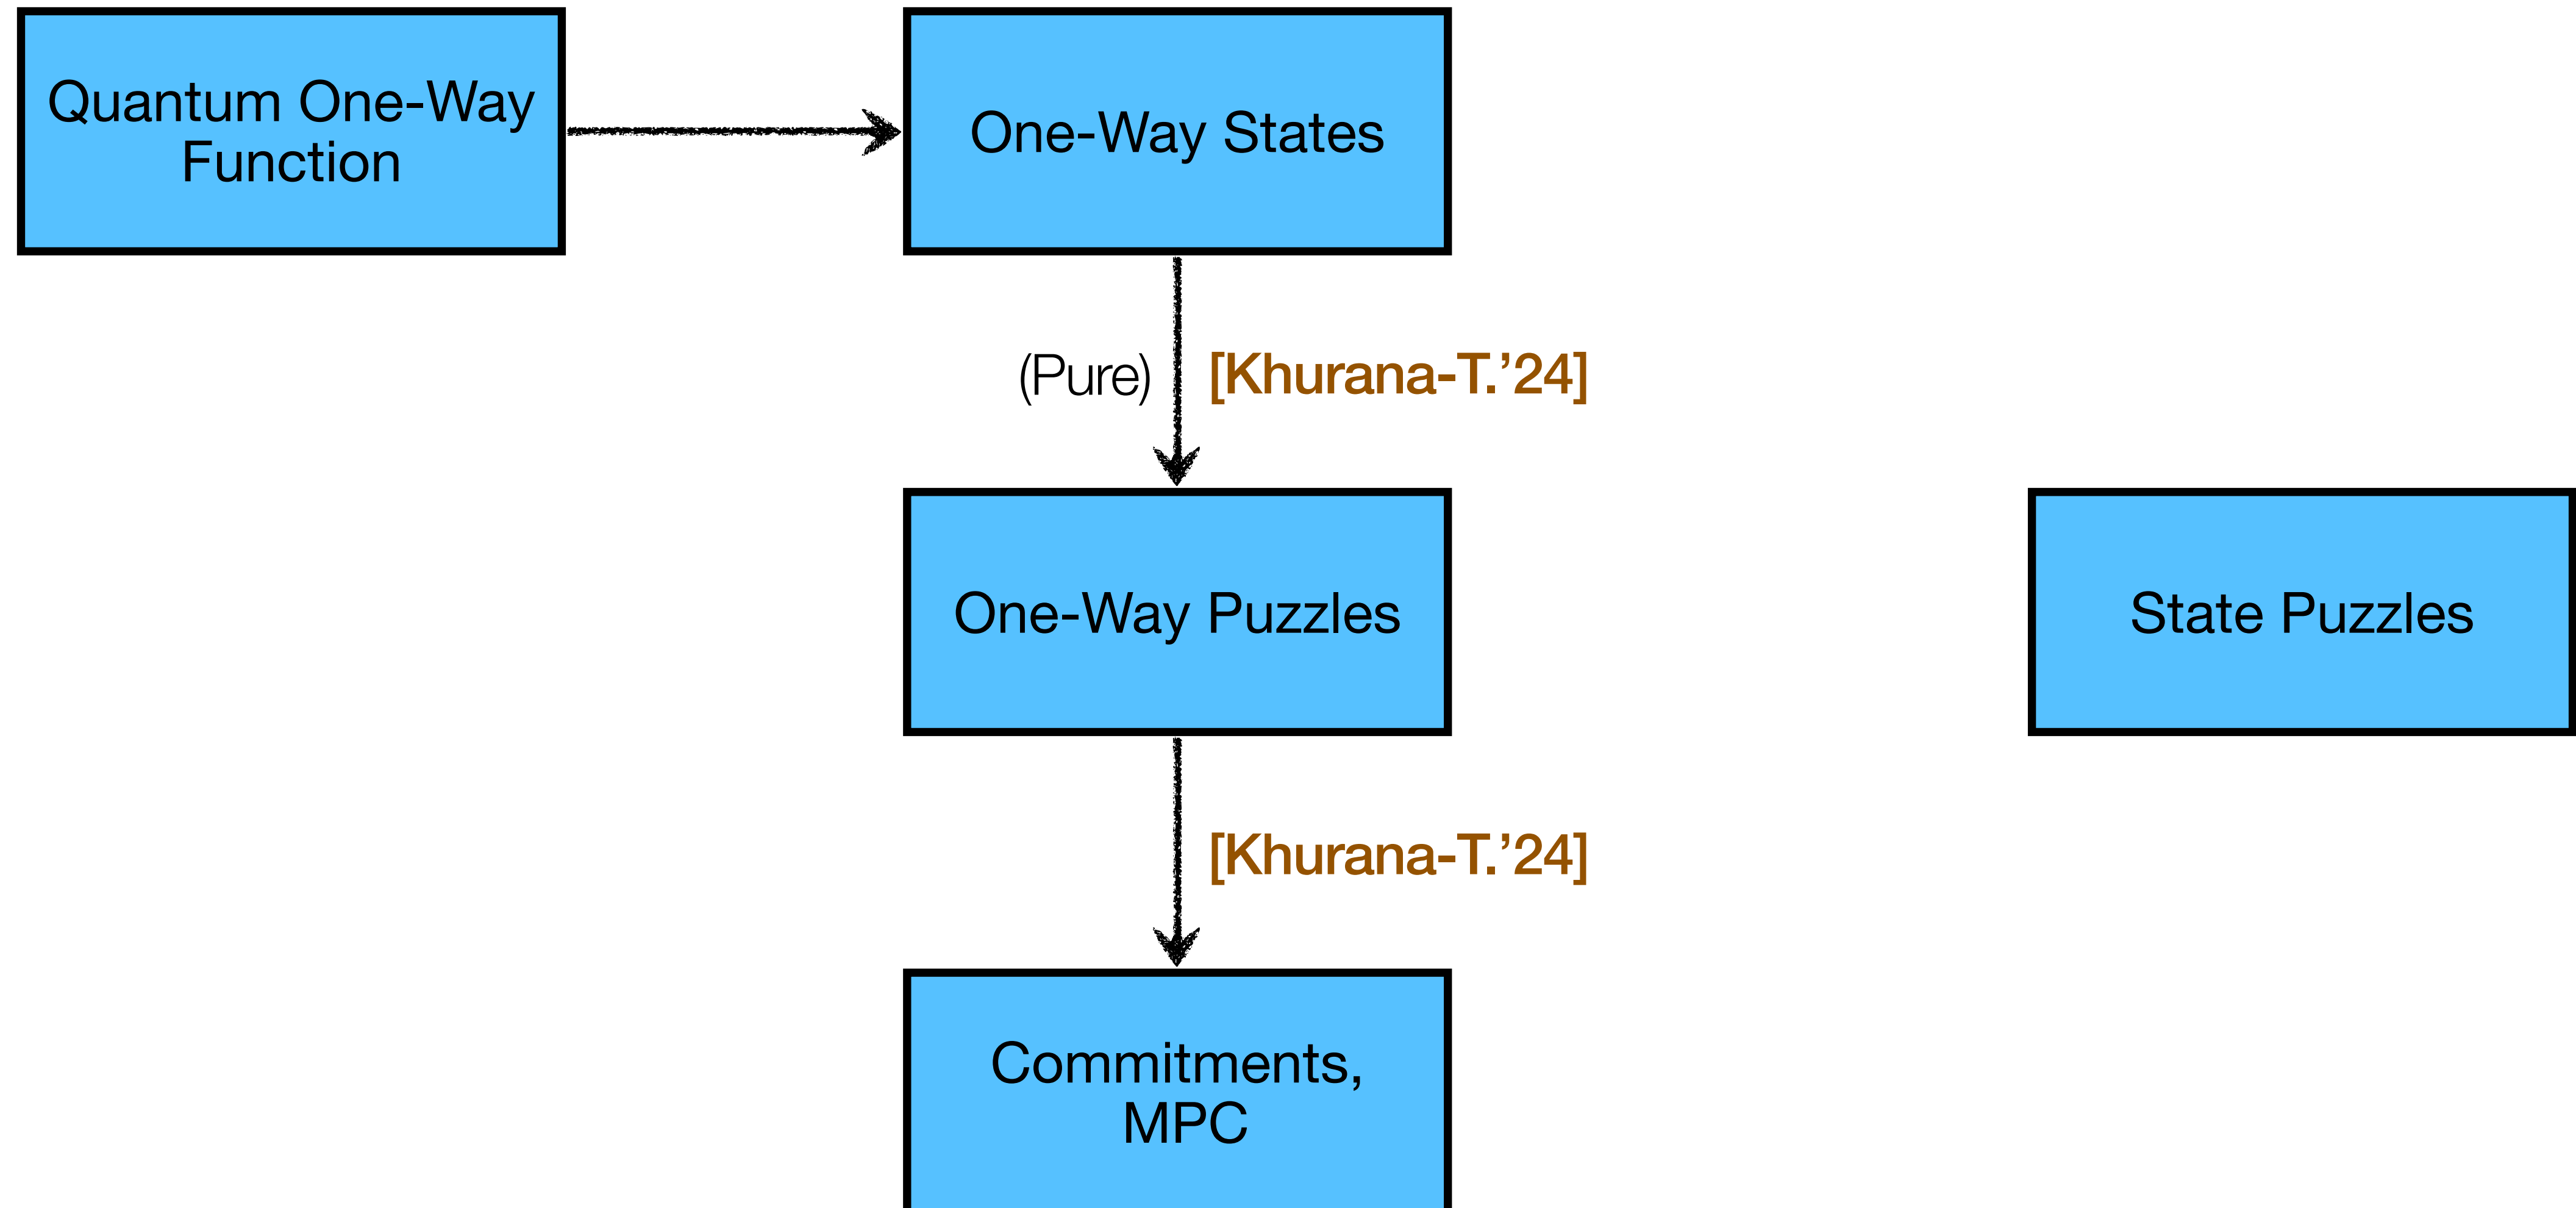 Quantum One-Way
Function
One-Way States
(Pure)
[Khurana-T.’24]
One-Way Puzzles
State Puzzles
[Khurana-T.’24]
Commitments,
MPC